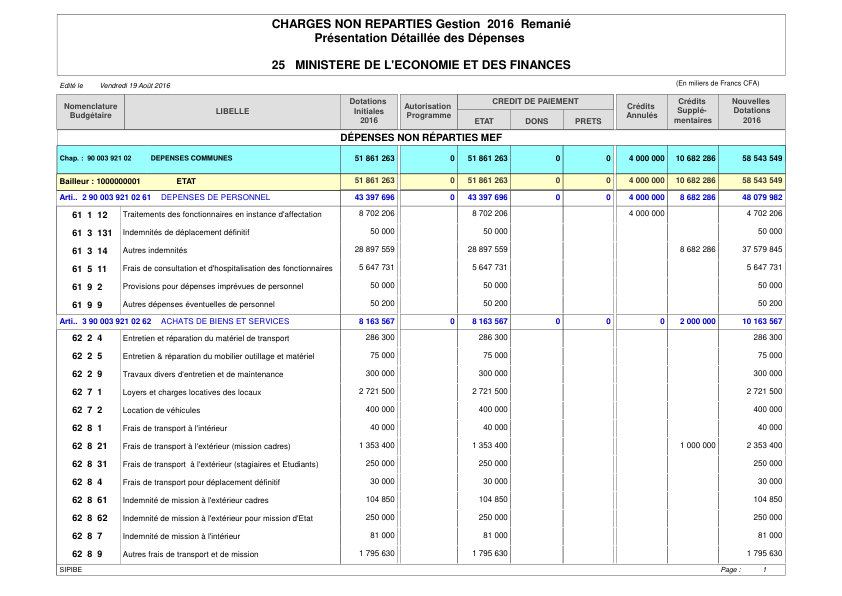 CHARGES NON REPARTIES Gestion 2016 Remanié
Présentation Détaillée des Dépenses
25 MINISTERE DE L'ECONOMIE ET DES FINANCES
Edité le Vendredi 19 Août 2016 (En miliers de Francs CFA)
Nomenclature Budgétaire LIBELLE Dotations Initiales 2016 Autorisation Programme CREDIT DE PAIEMENT ETAT DONS PRETS Crédits Annulés Crédits Supplé-mentaires Nouvelles Dotations 2016
DÉPENSES NON RÉPARTIES MEF
Chap. : 90 003 921 02 DEPENSES COMMUNES 51 861 263 0 51 861 263 0 0 4 000 000 10 682 286 58 543 549
Bailleur : 1000000001 ETAT 51 861 263 0 51 861 263 0 0 4 000 000 10 682 286 58 543 549
Arti.. 2 90 003 921 02 61 DEPENSES DE PERSONNEL 43 397 696 0 43 397 696 0 0 4 000 000 8 682 286 48 079 982
61 1 12 Traitements des fonctionnaires en instance d'affectation 8 702 206 8 702 206 4 000 000 4 702 206
61 3 131 Indemnités de déplacement définitif 50 000 50 000 50 000
61 3 14 Autres indemnités 28 897 559 28 897 559 8 682 286 37 579 845
61 5 11 Frais de consultation et d'hospitalisation des fonctionnaires 5 647 731 5 647 731 5 647 731
61 9 2 Provisions pour dépenses imprévues de personnel 50 000 50 000 50 000
61 9 9 Autres dépenses éventuelles de personnel 50 200 50 200 50 200
Arti.. 3 90 003 921 02 62 ACHATS DE BIENS ET SERVICES 8 163 567 0 8 163 567 0 0 0 2 000 000 10 163 567
62 2 4 Entretien et réparation du matériel de transport 286 300 286 300 286 300
62 2 5 Entretien & réparation du mobilier outillage et matériel 75 000 75 000 75 000
62 2 9 Travaux divers d'entretien et de maintenance 300 000 300 000 300 000
62 7 1 Loyers et charges locatives des locaux 2 721 500 2 721 500 2 721 500
62 7 2 Location de véhicules 400 000 400 000 400 000
62 8 1 Frais de transport à l'intérieur 40 000 40 000 40 000
62 8 21 Frais de transport à l'extérieur (mission cadres) 1 353 400 1 353 400 1 000 000 2 353 400
62 8 31 Frais de transport à l'extérieur (stagiaires et Etudiants) 250 000 250 000 250 000
62 8 4 Frais de transport pour déplacement définitif 30 000 30 000 30 000
62 8 61 Indemnité de mission à l'extérieur cadres 104 850 104 850 104 850
62 8 62 Indemnité de mission à l'extérieur pour mission d'Etat 250 000 250 000 250 000
62 8 7 Indemnité de mission à l'intérieur 81 000 81 000 81 000
62 8 9 Autres frais de transport et de mission 1 795 630 1 795 630 1 795 630
SIPIBE Page : 1